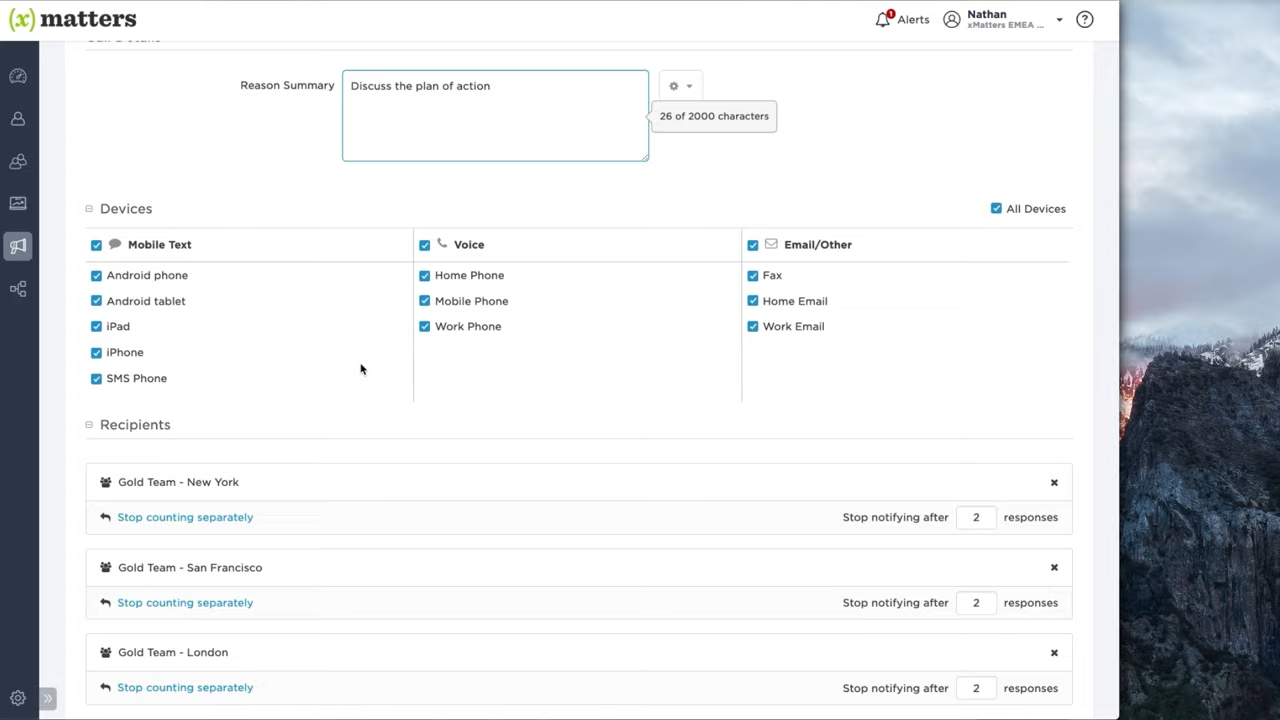 (x) matters
1
Alerts
Nathan
xMatters EMEA ...
Reason Summary
Discuss the plan of action
26 of 2000 characters
Devices
All Devices
Mobile Text
Voice
Email/Other
Android phone
Home Phone
Fax
Android tablet
Mobile Phone
Home Email
iPad
Work Phone
Work Email
iPhone
SMS Phone
Recipients
Gold Team - New York
Stop counting separately
Stop notifying after 2 responses
Gold Team - San Francisco
Stop counting separately
Stop notifying after 2 responses
Gold Team - London
Stop counting separately
Stop notifying after 2 responses